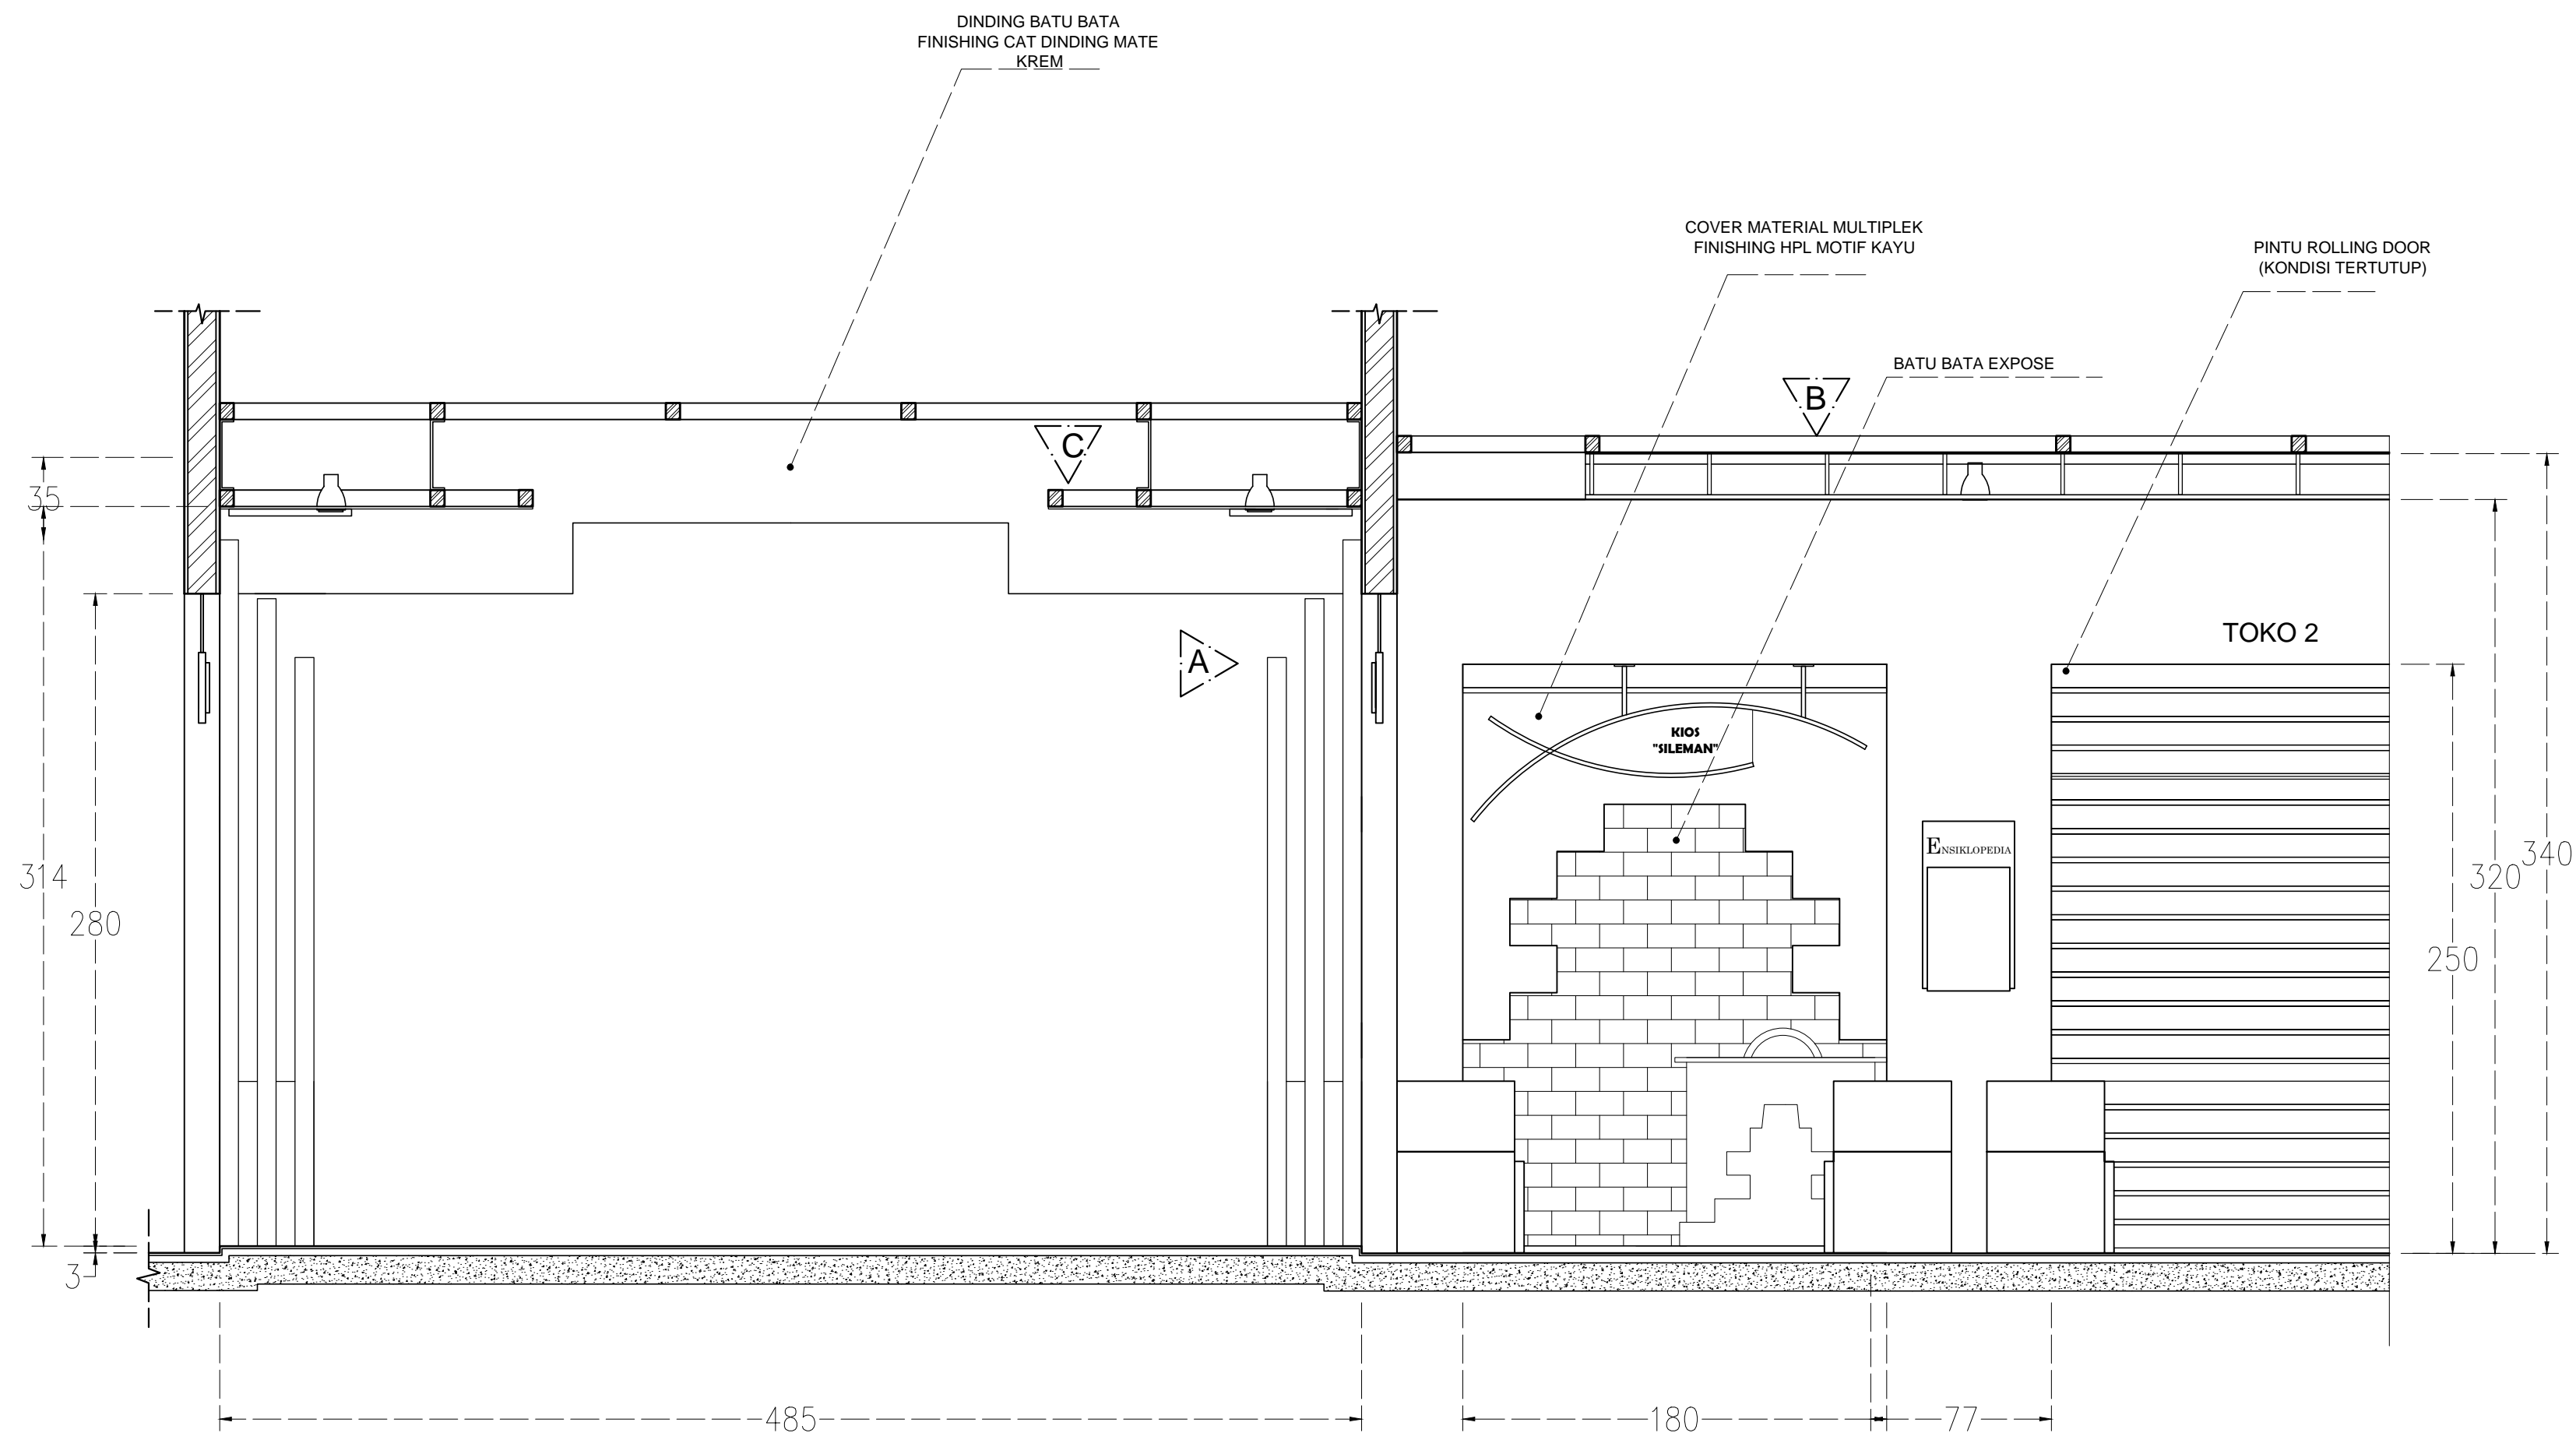 DINDING BATU BATA
FINISHING CAT DINDING MATE
KREM
COVER MATERIAL MULTIPLEK
FINISHING HPL MOTIF KAYU
PINTU ROLLING DOOR
(KONDISI TERTUTUP)
BATU BATA EXPOSE
B
C
35
A
TOKO 2
KIOS
"SILEMAN"
ENSIKLOPEDIA
314
280
340
320
250
3
485
180
77